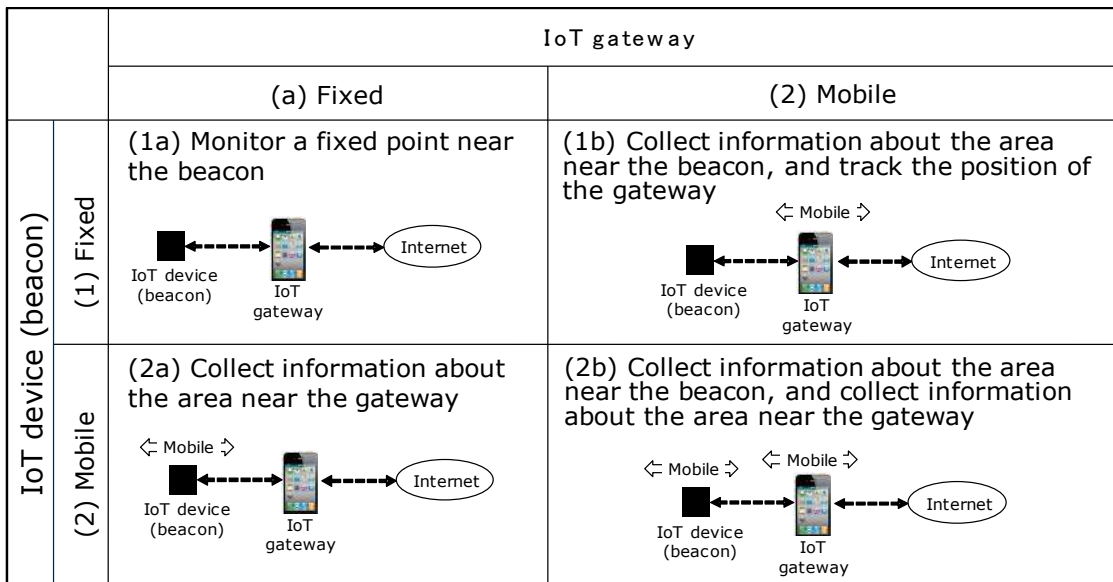 IoT gateway
(a) Fixed
(2) Mobile
IoT device (beacon)
(1) Fixed
(1a) Monitor a fixed point near
the beacon
IoT device
(beacon)
IoT
gateway
Internet
(1b) Collect information about the area
near the beacon, and track the position of
the gateway
Mobile
IoT device
(beacon)
IoT
gateway
Internet
(2) Mobile
(2a) Collect information about
the area near the gateway
Mobile
IoT device
(beacon)
IoT
gateway
Internet
(2b) Collect information about the area
near the beacon, and collect information
about the area near the gateway
Mobile
Mobile
IoT device
(beacon)
IoT
gateway
Internet